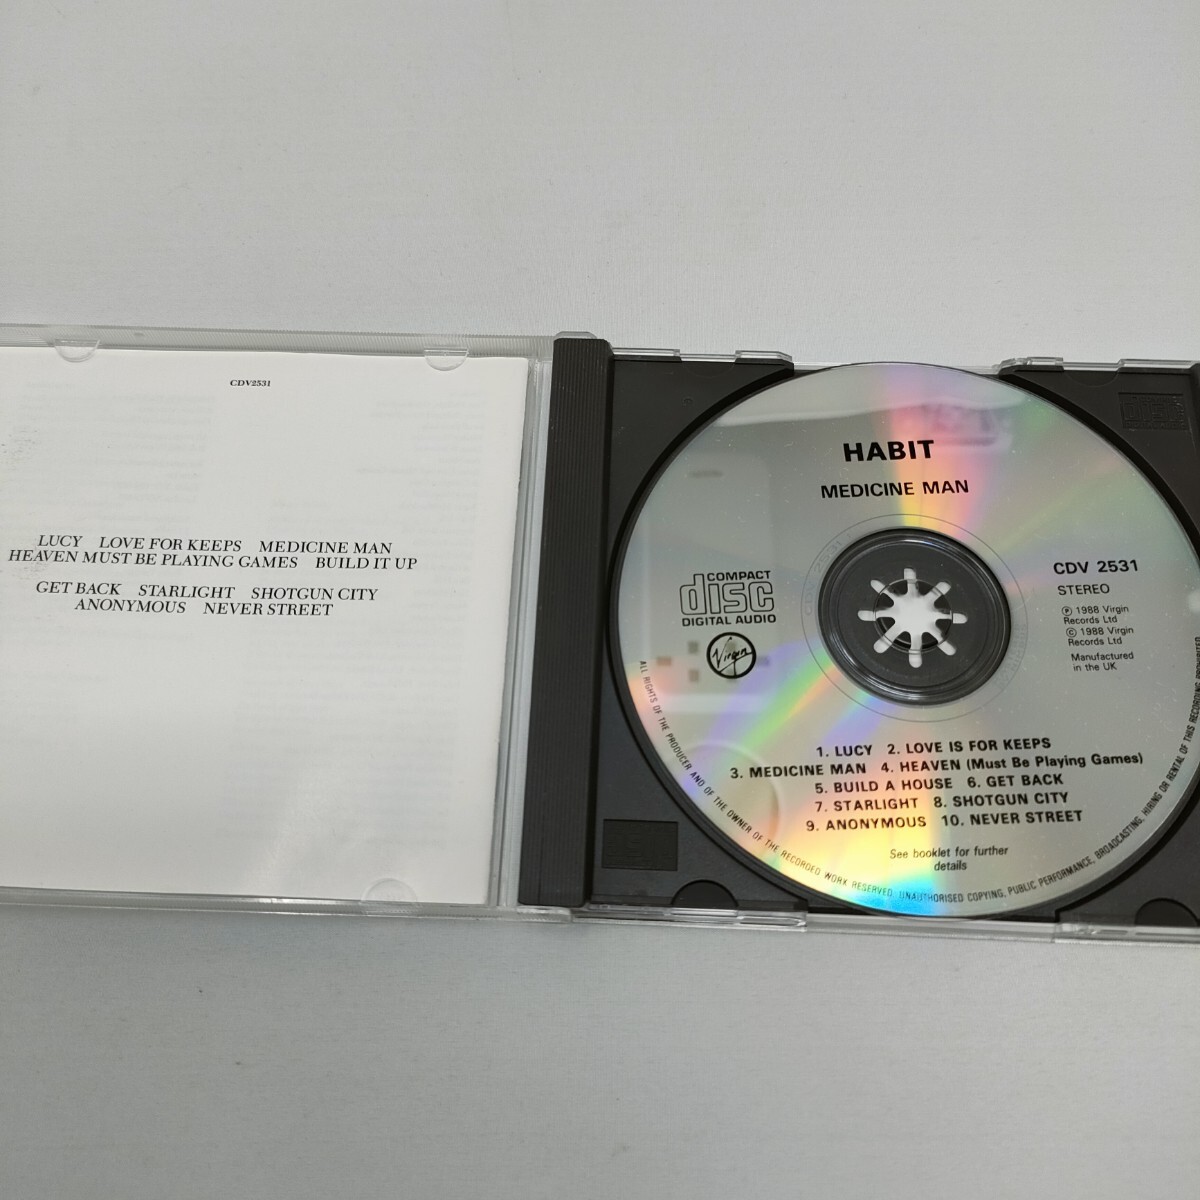 CDV2531
LUCY LOVE FOR KEEPS MEDICINE MAN
HEAVEN MUST BE PLAYING GAMES BUILD IT UP
GET BACK STARLIGHT SHOTGUN CITY
ANONYMOUS NEVER STREET
HABIT
MEDICINE MAN
COMPACT
disc
DIGITAL AUDIO
Virgin
CDV 2531
STEREO
℗ 1988 Virgin
Records Ltd
© 1988 Virgin
Records Ltd
Manufactured
in the UK
1. LUCY 2. LOVE IS FOR KEEPS
3. MEDICINE MAN 4. HEAVEN (Must Be Playing Games)
5. BUILD A HOUSE 6. GET BACK
7. STARLIGHT 8. SHOTGUN CITY
9. ANONYMOUS 10. NEVER STREET
See booklet for further
details
ALL RIGHTS OF THE PRODUCER AND OF THE OWNER OF THE RECORDED WORK RESERVED. UNAUTHORISED COPYING, PUBLIC PERFORMANCE, BROADCASTING, HIRING OR RENTAL OF THIS RECORDING PROHIBITED
disc